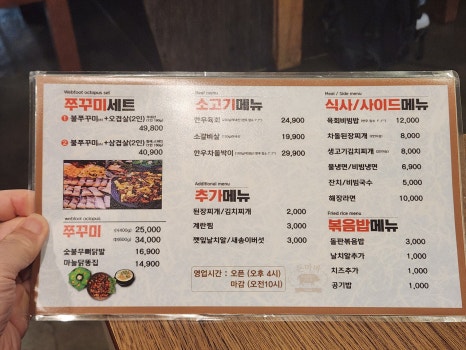 Webfoot octopus set
쭈꾸미세트
1 불쭈꾸미(소)+오겹살(2인)
49,800
2 불쭈꾸미(소)+삼겹살(2인)
40,800
webfoot octopus
쭈꾸미 소(400g) 25,000
34,000
숯불무뼈닭발 16,900
마늘닭똥집 14,900
소고기메뉴
한우육회 24,900
소갈비살 19,900
한우차돌박이 29,900
Additional menu
추가메뉴
된장찌개/김치찌개 2,000
계란찜 3,000
깻잎날치알/새송이버섯 3,000
영업시간 : 오픈 (오후 4시)
마감 (오전10시)
Meal / Side menu
식사/사이드메뉴
육회비빔밥 12,000
차돌된장찌개 8,000
생고기김치찌개 8,000
물냉면/비빔냉면 6,900
잔치/비빔국수 5,000
해장라면 10,000
Fried rice menu
볶음밥메뉴
돌판볶음밥 3,000
날치알추가 1,000
치즈추가 1,000
공기밥 1,000